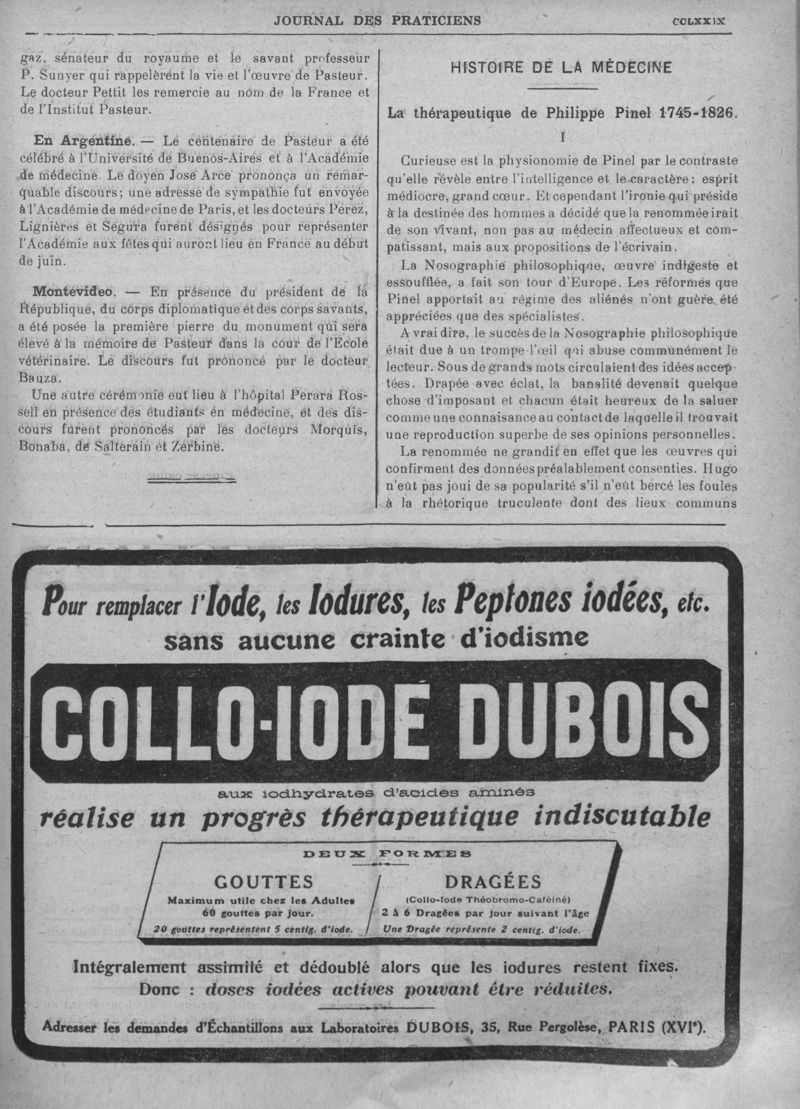 JOURNAL DES PRATICIENS
CCLXXIX
gaz, sénateur du royaume et le savant professeur
P. Sunyer qui rappelèrent la vie et l'œuvre de Pasteur.
Le docteur Pettit les remercie au nom de la France et
de l'Institut Pasteur.
En Argentine. — Le centenaire de Pasteur a été
célébré à l'Université de Buenos-Aires et à l'Académie
de médecine. Le doyen José Arce prononça un remar-
quable discours ; une adresse de sympathie fut envoyée
à l'Académie de médecine de Paris, et les docteurs Pérez,
Lignières et Segura furent désignés pour représenter
l'Académie aux fêtes qui auront lieu en France au début
de juin.
Montévideo. — En présence du président de la
République, du corps diplomatique et des corps savants,
a été posée la première pierre du monument qui sera
élevé à la mémoire de Pasteur dans la cour de l'Ecole
vétérinaire. Le discours fut prononcé par le docteur
Bauza.
Une autre cérémonie eut lieu à l'hôpital Perara Ros-
sell en présence des étudiants en médecine, et des dis-
cours furent prononcés par les docteurs Morquis,
Bonaba, de Salterain et Zerbine.
HISTOIRE DE LA MÉDECINE
La thérapeutique de Philippe Pinel 1745-1826.
I
Curieuse est la physionomie de Pinel par le contraste
qu'elle révèle entre l'intelligence et le caractère : esprit
médiocre, grand cœur. Et cependant l'ironie qui préside
à la destinée des hommes a décidé que la renommée irait
de son vivant, non pas au médecin affectueux et com-
patissant, mais aux propositions de l'écrivain.
La Nosographie philosophique, œuvre indigeste et
essoufflée, a fait son tour d'Europe. Les réformes que
Pinel apportait au régime des aliénés n'ont guère été
appréciées que des spécialistes.
A vrai dire, le succès de la Nosographie philosophique
était due à un trompe-l'œil qui abuse communément le
lecteur. Sous de grands mots circulaient des idées accep-
tées. Drapée avec éclat, la banalité devenait quelque
chose d'imposant et chacun était heureux de la saluer
comme une connaisance au contact de laquelle il trouvait
une reproduction superbe de ses opinions personnelles.
La renommée ne grandit en effet que les œuvres qui
confirment des données préalablement consenties. Hugo
n'eût pas joui de sa popularité s'il n'eût bercé les foules
à la rhétorique truculente dont des lieux communs
Pour remplacer l'Iode, les Iodures, les Peptones iodées, etc.
sans aucune crainte d'iodisme
COLLO-IODE DUBOIS
aux iodhydrates d'acides aminés
réalise un progrès thérapeutique indiscutable
DEUX FORMES
GOUTTES
Maximum utile chez les Adultes
60 gouttes par jour.
20 gouttes représentent 5 centig. d'iode.
DRAGÉES
(Collo-Iode Théobromo-Caféiné)
2 à 6 Dragées par jour suivant l'âge
Une Dragée représente 2 centig. d'iode.
Intégralement assimilé et dédoublé alors que les iodures restent fixes.
Donc : doses iodées actives pouvant être réduites.
Adresser les demandes d'Échantillons aux Laboratoires DUBOIS, 35, Rue Pergolèse, PARIS (XVIe).